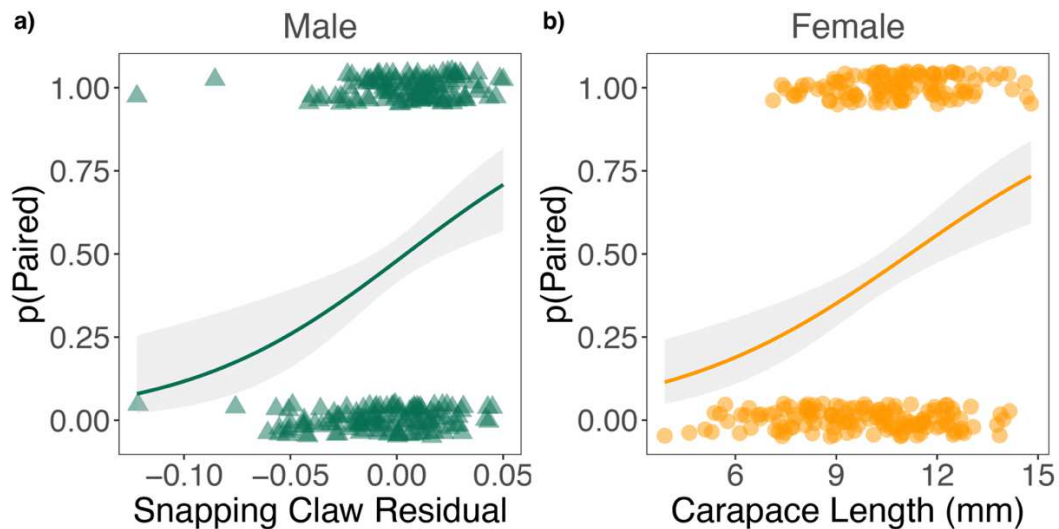 a) Male
p(Paired)
1.00
0.75
0.50
0.25
0.00
−0.10 −0.05 0.00 0.05
Snapping Claw Residual
b) Female
p(Paired)
1.00
0.75
0.50
0.25
0.00
6 9 12 15
Carapace Length (mm)